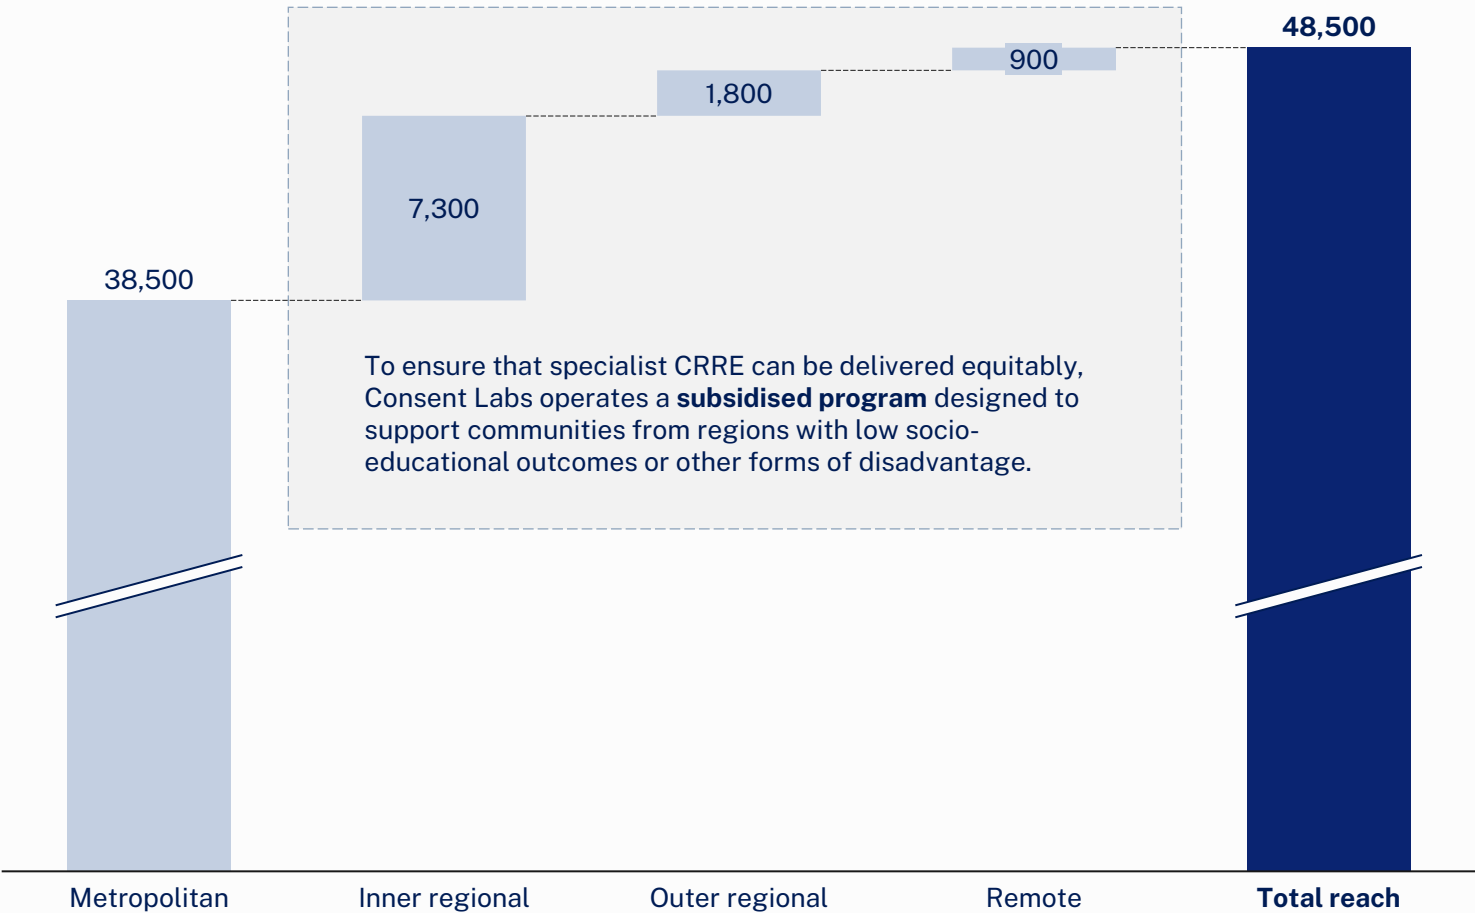 48,500
900
1,800
7,300
38,500
To ensure that specialist CRRE can be delivered equitably,
Consent Labs operates a subsidised program designed to
support communities from regions with low socio-
educational outcomes or other forms of disadvantage.
Metropolitan
Inner regional
Outer regional
Remote
Total reach